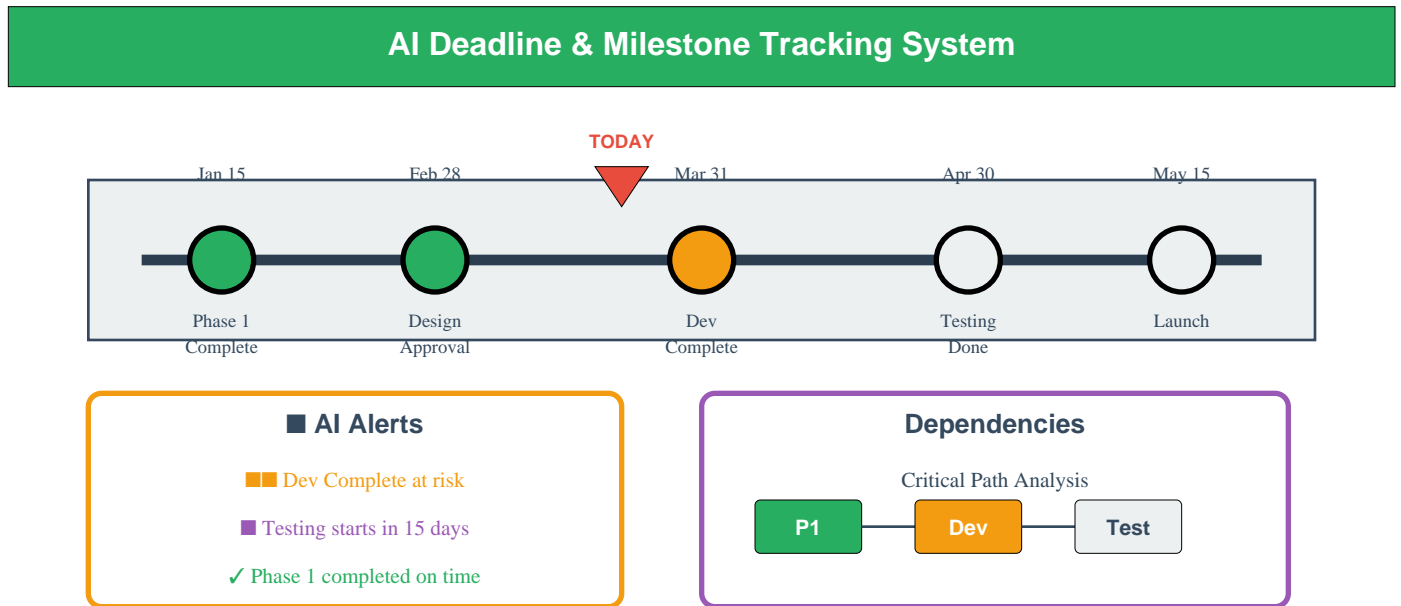 AI Deadline & Milestone Tracking System
TODAY
Jan 15
Feb 28
Mar 31
Apr 30
May 15
Phase 1
Complete
Design
Approval
Dev
Complete
Testing
Done
Launch
■ AI Alerts
■■ Dev Complete at risk
■ Testing starts in 15 days
✓ Phase 1 completed on time
Dependencies
Critical Path Analysis
P1
Dev
Test